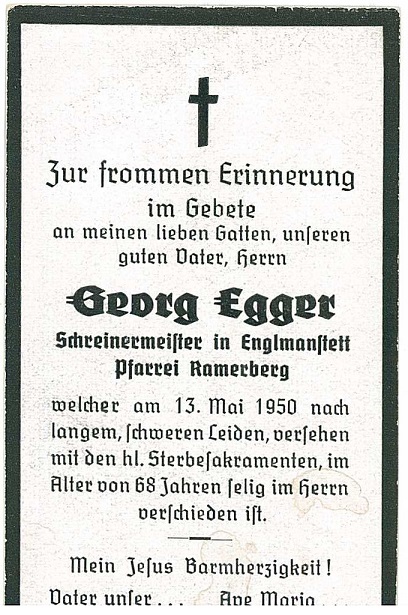 Zur frommen Erinnerung
im Gebete
an meinen lieben Gatten, unseren
guten Vater, Herrn
Georg Egger
Schreinermeister in Englmanstett
Pfarrei Ramerberg
welcher am 13. Mai 1950 nach
langem, schweren Leiden, versehen
mit den hl. Sterbesakramenten, im
Alter von 68 Jahren selig im Herrn
verschieden ist.
Mein Jesus Barmherzigkeit!
Vater unser... Ave Maria